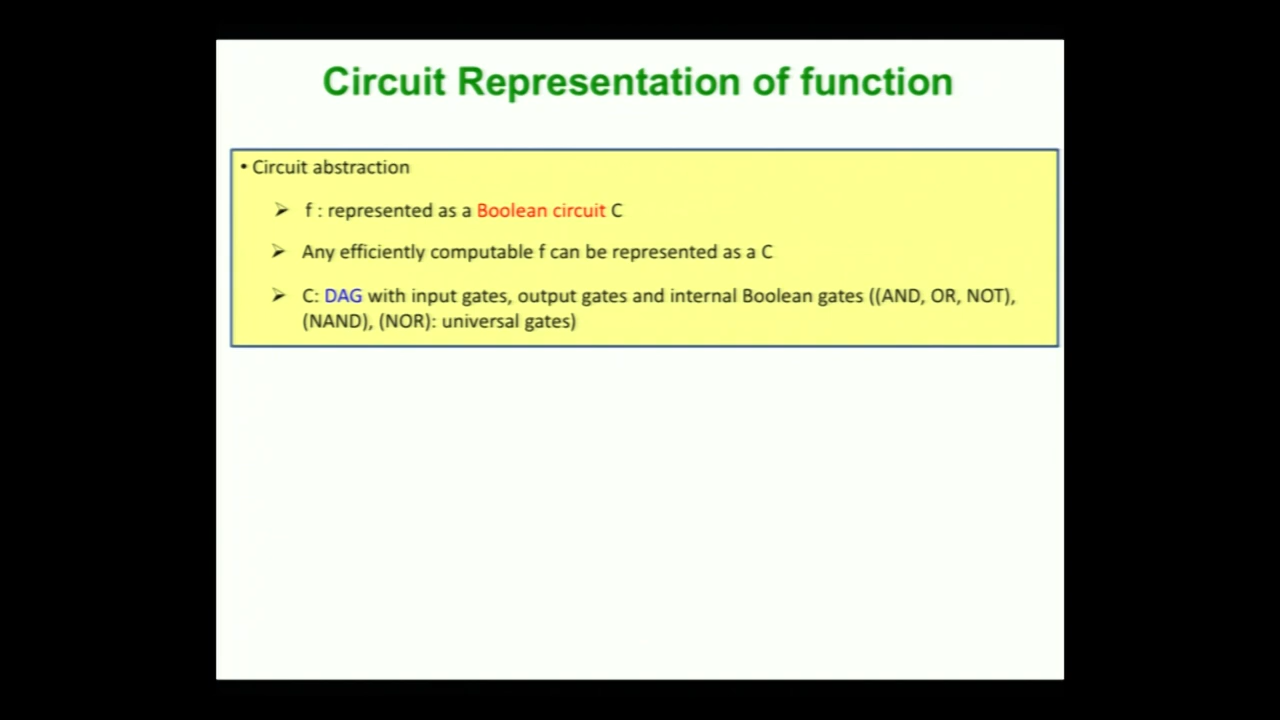 Circuit Representation of function
• Circuit abstraction
➢ f : represented as a Boolean circuit C
➢ Any efficiently computable f can be represented as a C
➢ C: DAG with input gates, output gates and internal Boolean gates ((AND, OR, NOT),
(NAND), (NOR): universal gates)